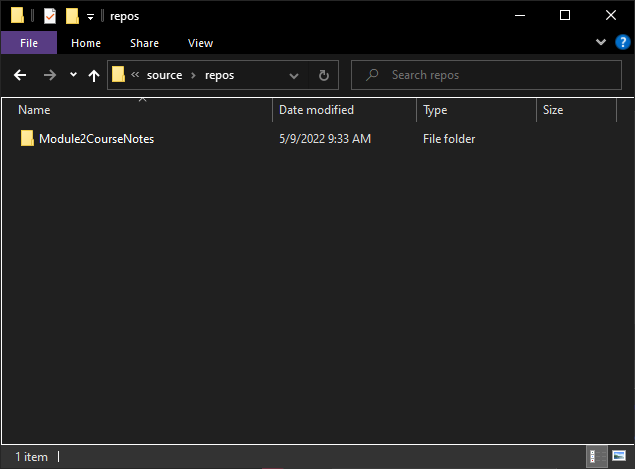 repos
File Home Share View
source repos Search repos
Name Date modified Type Size
Module2CourseNotes 5/9/2022 9:33 AM File folder
1 item